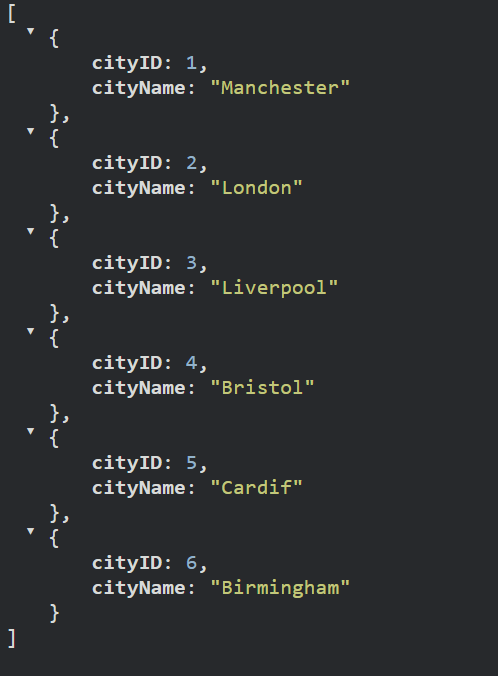 [
{
cityID: 1,
cityName: "Manchester"
},
{
cityID: 2,
cityName: "London"
},
{
cityID: 3,
cityName: "Liverpool"
},
{
cityID: 4,
cityName: "Bristol"
},
{
cityID: 5,
cityName: "Cardif"
},
{
cityID: 6,
cityName: "Birmingham"
}
]